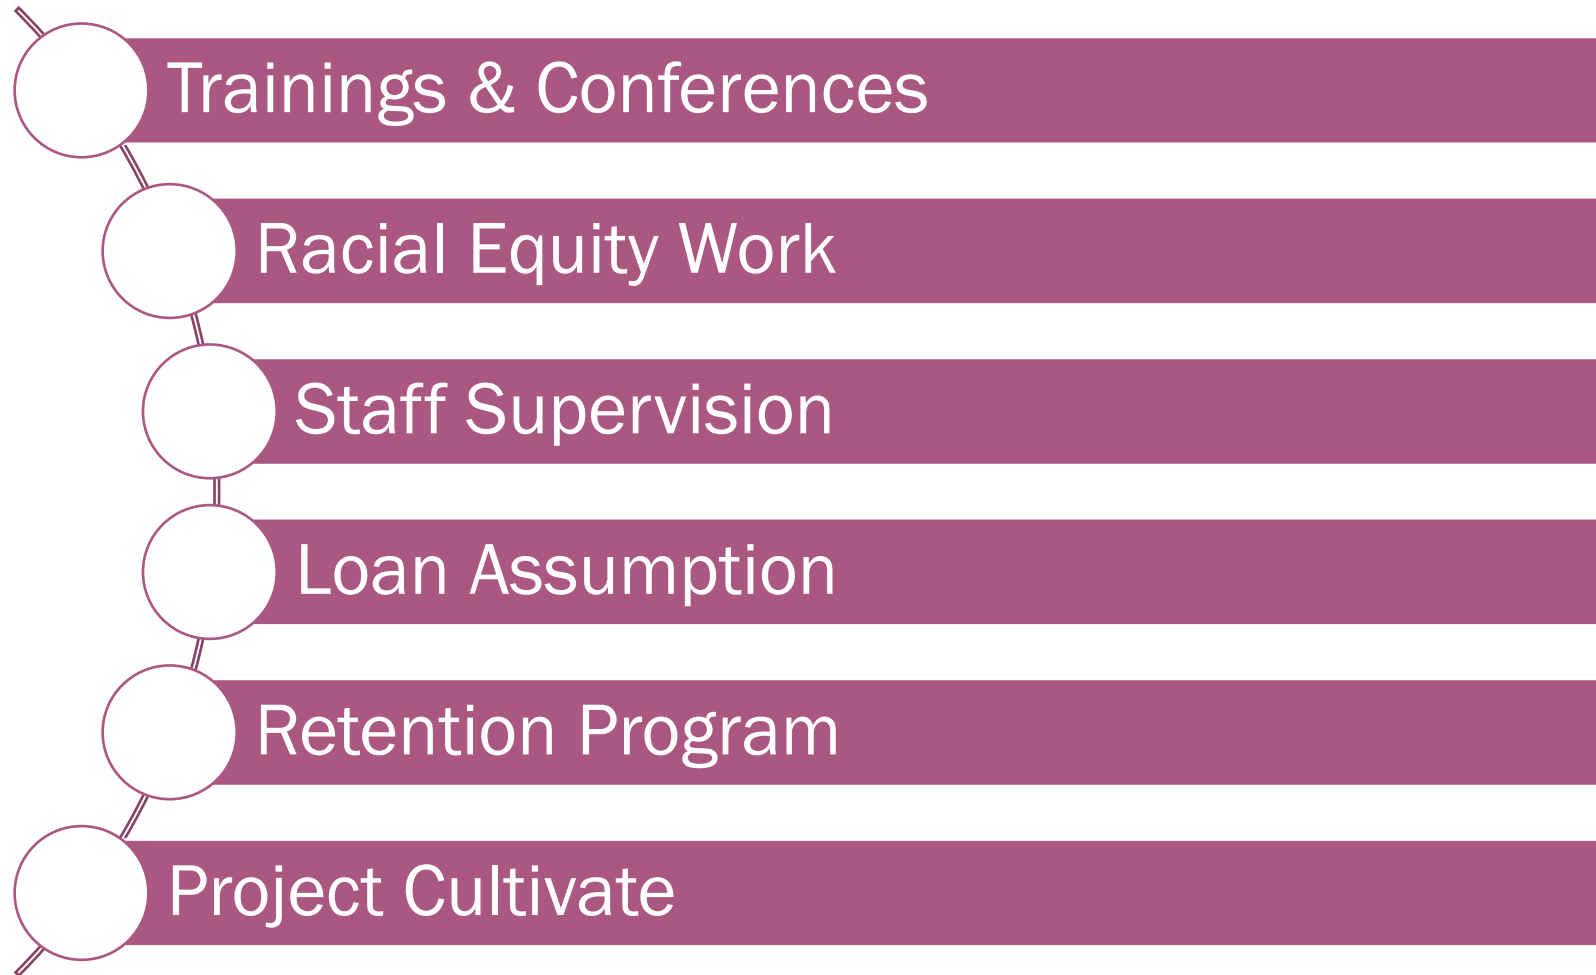 Trainings & Conferences
Racial Equity Work
Staff Supervision
Loan Assumption
Retention Program
Project Cultivate